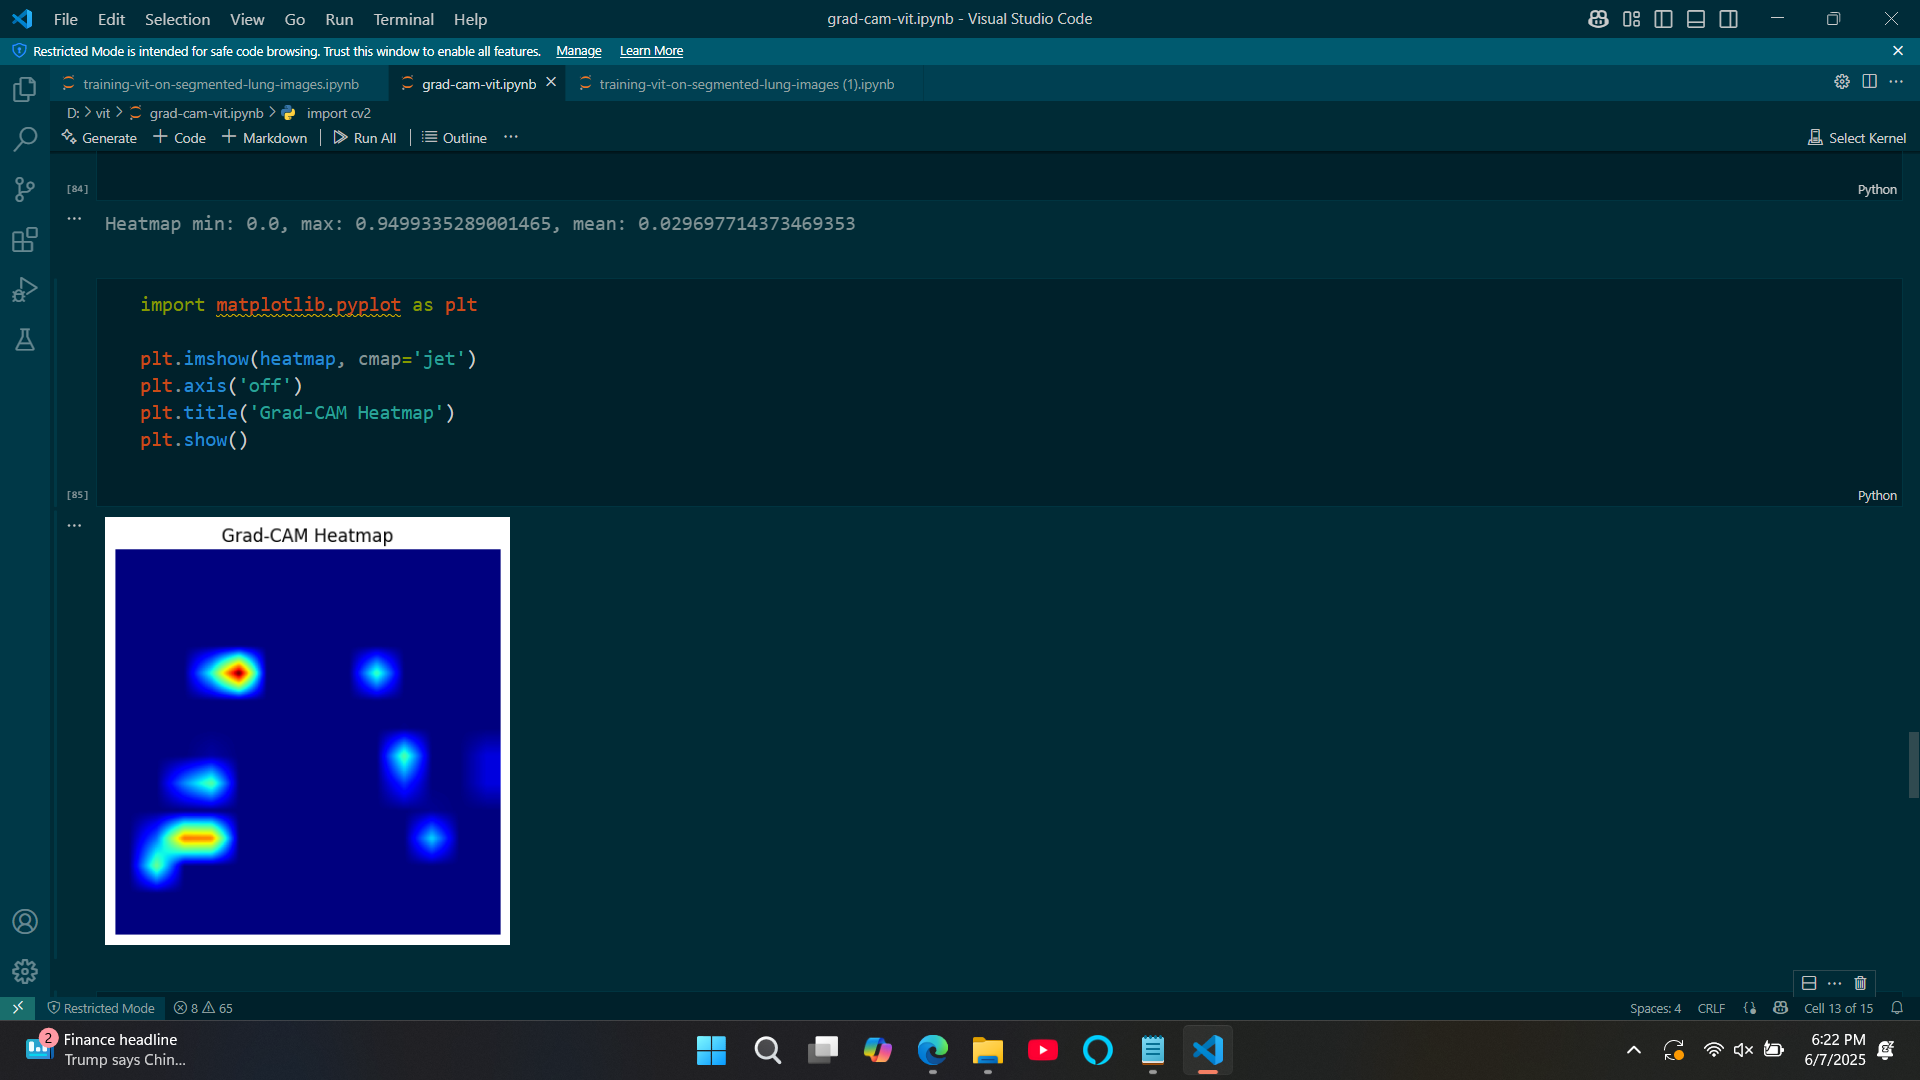 File Edit Selection View Go Run Terminal Help
grad-cam-vit.ipynb - Visual Studio Code
Restricted Mode is intended for safe code browsing. Trust this window to enable all features. Manage Learn More
training-vit-on-segmented-lung-images.ipynb
grad-cam-vit.ipynb
training-vit-on-segmented-lung-images (1).ipynb
D: > vit > grad-cam-vit.ipynb > import cv2
Generate + Code + Markdown | Run All | Outline ...
Select Kernel
[84]
Python
Heatmap min: 0.0, max: 0.9499335289001465, mean: 0.029697714373469353
import matplotlib.pyplot as plt
plt.imshow(heatmap, cmap='jet')
plt.axis('off')
plt.title('Grad-CAM Heatmap')
plt.show()
[85]
Python
Grad-CAM Heatmap
Restricted Mode 8 65
Spaces: 4 CRLF Cell 13 of 15
2
Finance headline
Trump says Chin...
6:22 PM
6/7/2025